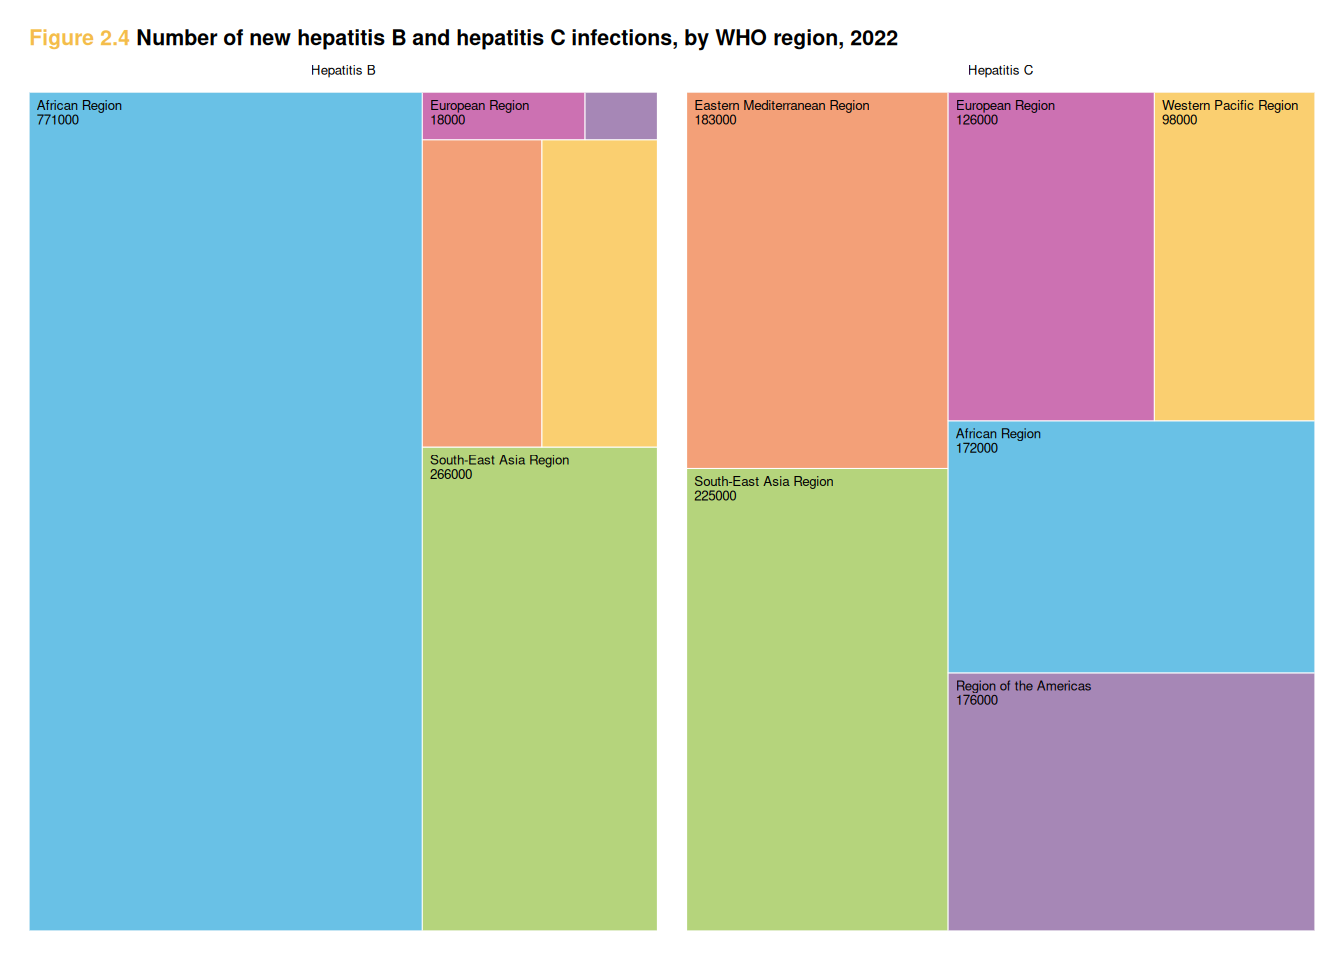 Figure 2.4 Number of new hepatitis B and hepatitis C infections, by WHO region, 2022
Hepatitis B
African Region
771000
European Region
18000
South-East Asia Region
266000
Hepatitis C
Eastern Mediterranean Region
183000
European Region
126000
Western Pacific Region
98000
South-East Asia Region
225000
African Region
172000
Region of the Americas
176000